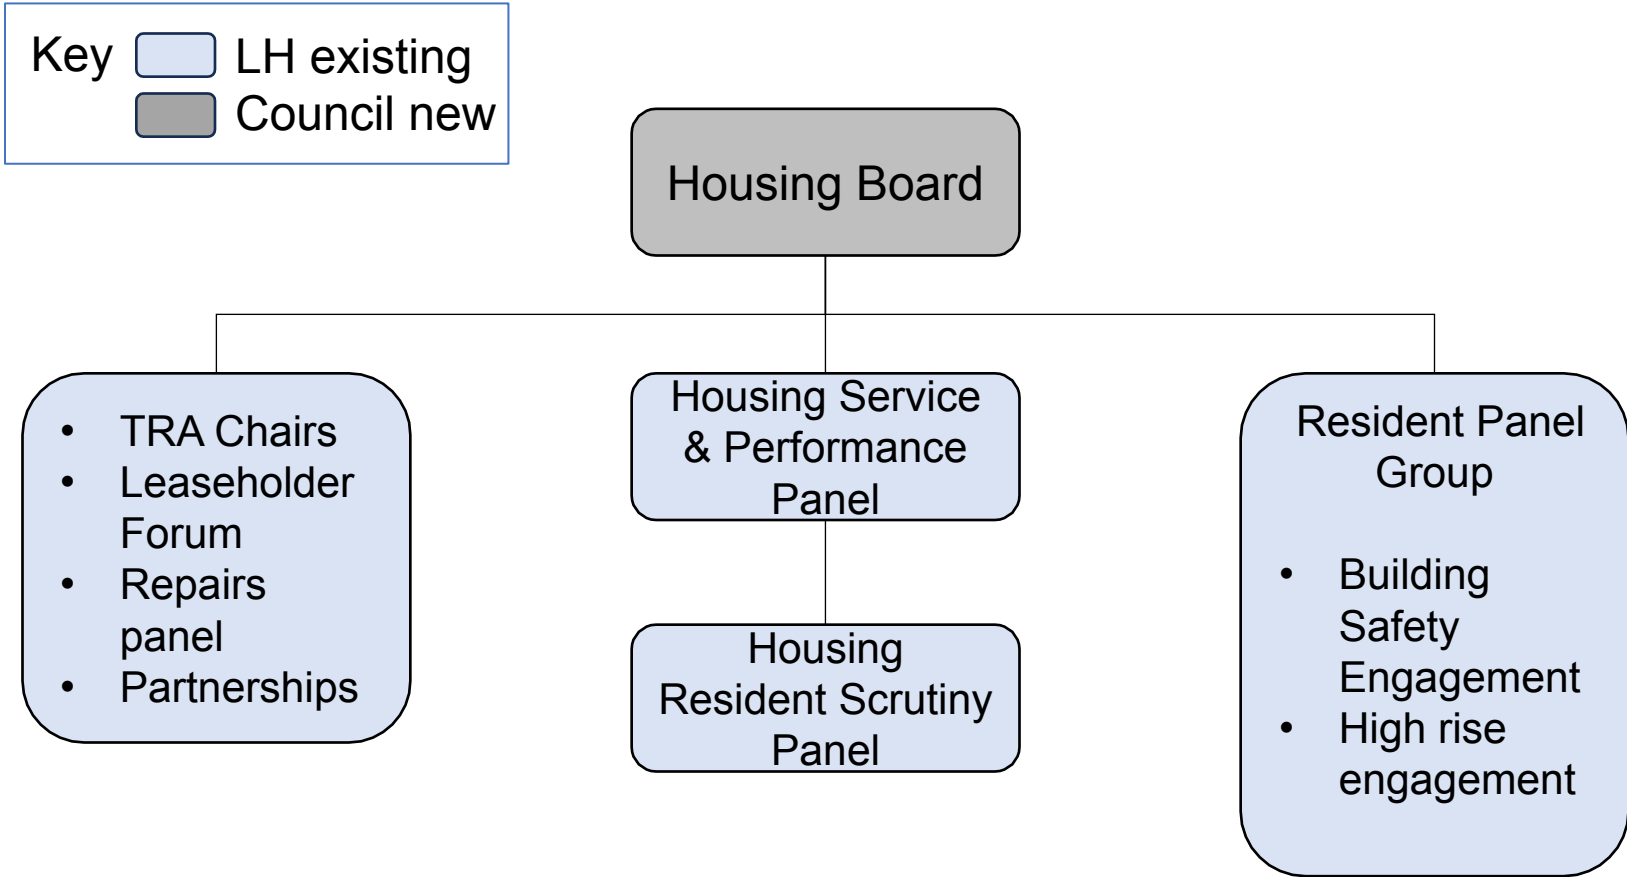 Key
LH existing
Council new
Housing Board
• TRA Chairs
• Leaseholder
Forum
• Repairs
panel
• Partnerships
Housing Service
& Performance
Panel
Housing
Resident Scrutiny
Panel
Resident Panel
Group
• Building
Safety
Engagement
• High rise
engagement